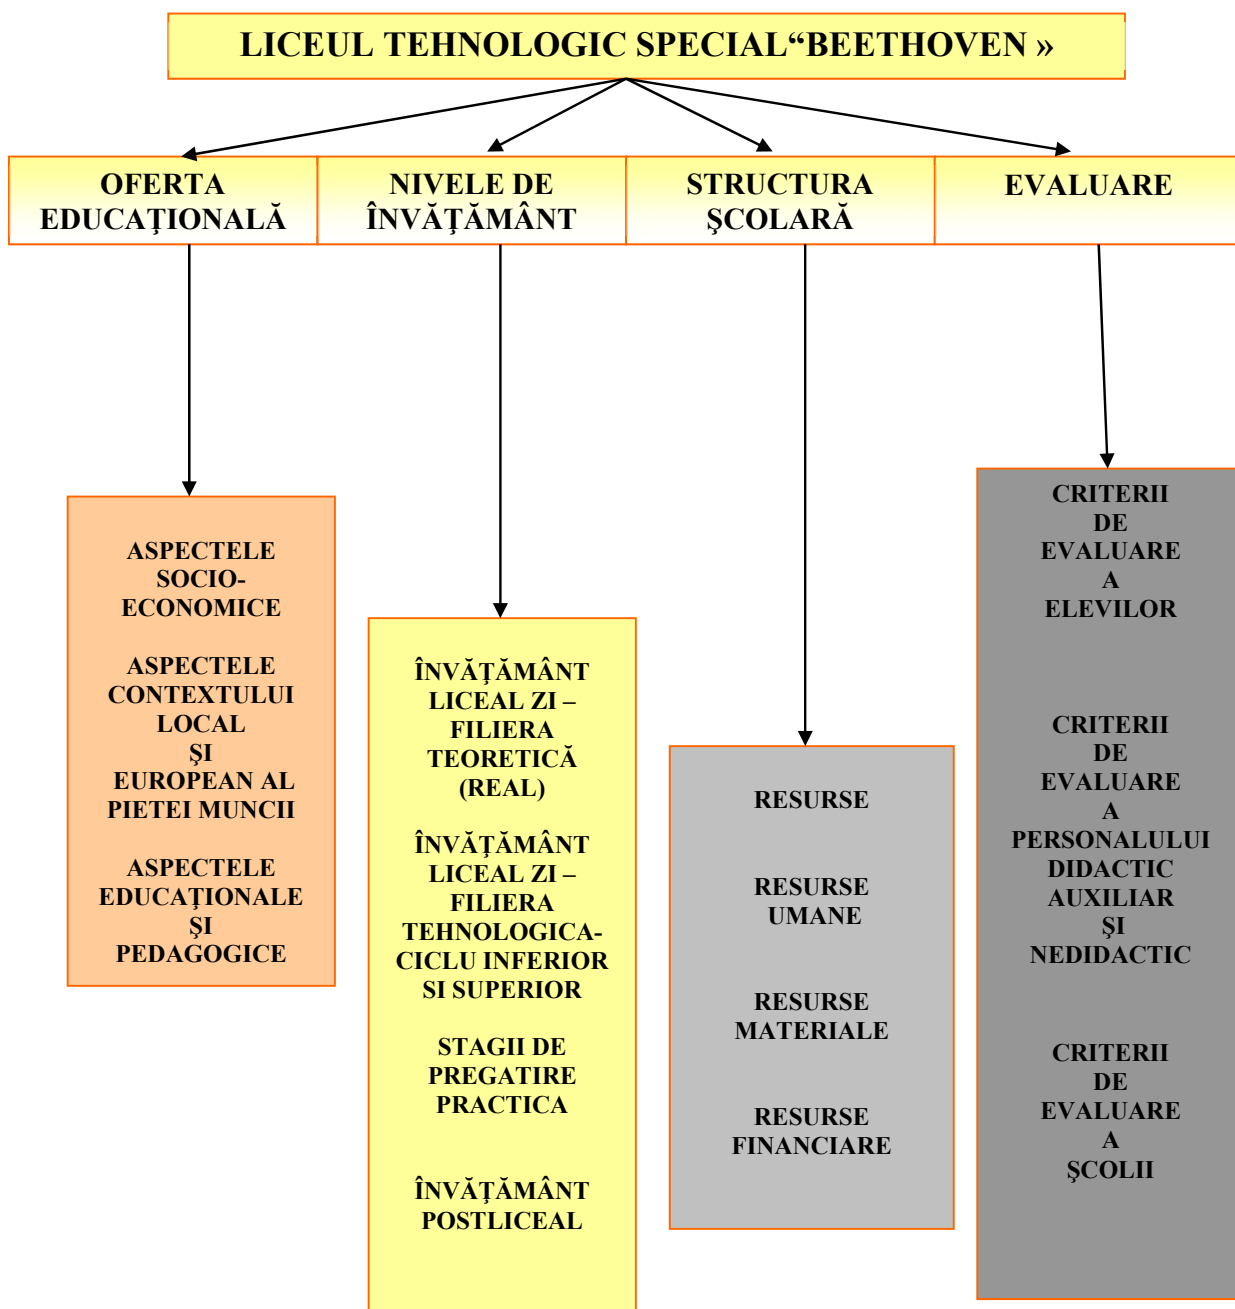 LICEUL TEHNOLOGIC SPECIAL“BEETHOVEN »
OFERTA
EDUCAŢIONALĂ
NIVELE DE
ÎNVĂŢĂMÂNT
STRUCTURA
ŞCOLARĂ
EVALUARE
ASPECTELE
SOCIO-
ECONOMICE
ASPECTELE
CONTEXTULUI
LOCAL
ŞI
EUROPEAN AL
PIETEI MUNCII
ASPECTELE
EDUCAŢIONALE
ŞI
PEDAGOGICE
ÎNVĂŢĂMÂNT
LICEAL ZI –
FILIERA
TEORETICĂ
(REAL)
ÎNVĂŢĂMÂNT
LICEAL ZI –
FILIERA
TEHNOLOGICA-
CICLU INFERIOR
SI SUPERIOR
STAGII DE
PREGATIRE
PRACTICA
ÎNVĂŢĂMÂNT
POSTLICEAL
RESURSE
RESURSE
UMANE
RESURSE
MATERIALE
RESURSE
FINANCIARE
CRITERII
DE
EVALUARE
A
ELEVILOR
CRITERII
DE
EVALUARE
A
PERSONALULUI
DIDACTIC
AUXILIAR
ŞI
NEDIDACTIC
CRITERII
DE
EVALUARE
A
ŞCOLII